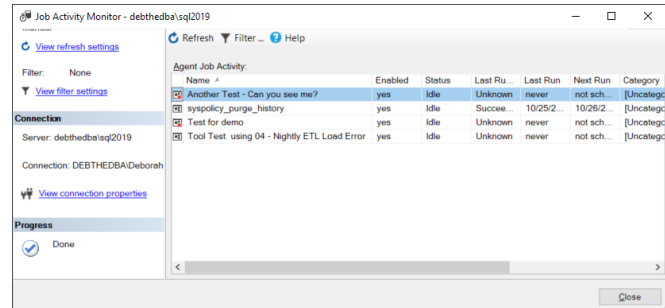 Job Activity Monitor - debthedba\sql2019
View refresh settings
Filter: None
View filter settings
Connection
Server: debthedba\sql2019
Connection: DEBTHEDBA\Deborah
View connection properties
Progress
Done
Refresh Filter ... Help
Agent Job Activity:
Name Enabled Status Last Ru... Last Run Next Run Category
Another Test - Can you see me? yes Idle Unknown never not sch... [Uncatego
syspolicy_purge_history yes Idle Succee... 10/25/2... 10/26/2... [Uncatego
Test for demo yes Idle Unknown never not sch... [Uncatego
Tool Test using 04 - Nightly ETL Load Error yes Idle Unknown never not sch... [Uncatego
Close